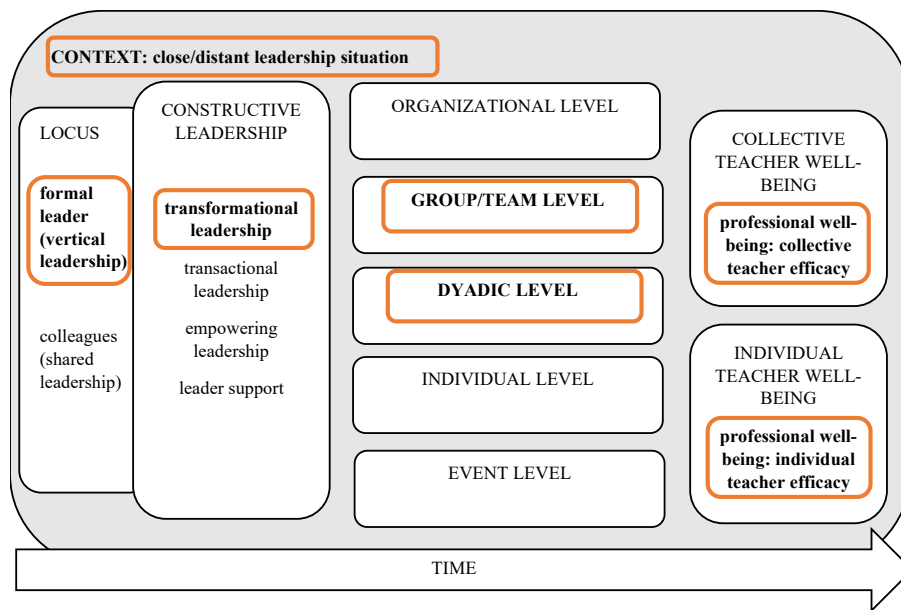 CONTEXT: close/distant leadership situation
LOCUS
formal
leader
(vertical
leadership)
colleagues
(shared
leadership)
CONSTRUCTIVE
LEADERSHIP
transformational
leadership
transactional
leadership
empowering
leadership
leader support
ORGANIZATIONAL LEVEL
GROUP/TEAM LEVEL
DYADIC LEVEL
INDIVIDUAL LEVEL
EVENT LEVEL
COLLECTIVE
TEACHER WELL-
BEING
professional well-
being: collective
teacher efficacy
INDIVIDUAL
TEACHER WELL-
BEING
professional well-
being: individual
teacher efficacy
TIME